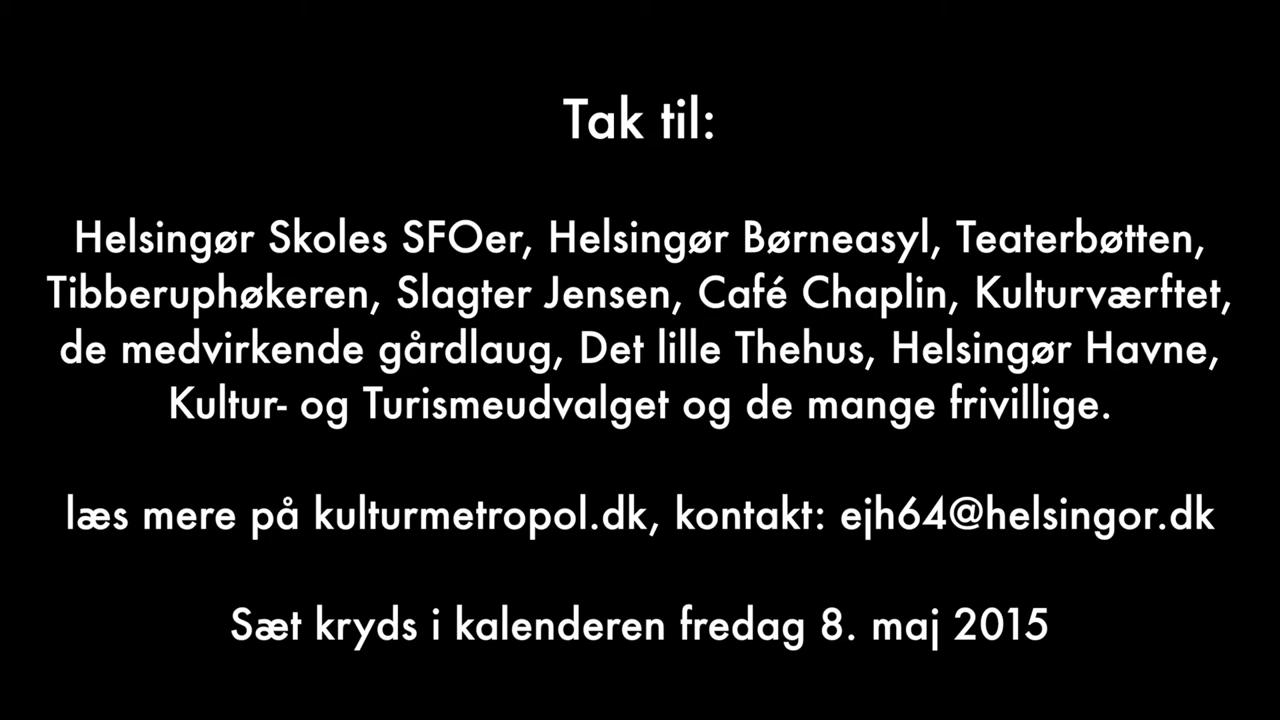 Tak til:
Helsingør Skoles SFOer, Helsingør Børneasyl, Teaterbøtten,
Tibberuphøkeren, Slagter Jensen, Café Chaplin, Kulturværftet,
de medvirkende gårdlaug, Det lille Thehus, Helsingør Havne,
Kultur- og Turismeudvalget og de mange frivillige.
læs mere på kulturmetropol.dk, kontakt: ejh64@helsingor.dk
Sæt kryds i kalenderen fredag 8. maj 2015